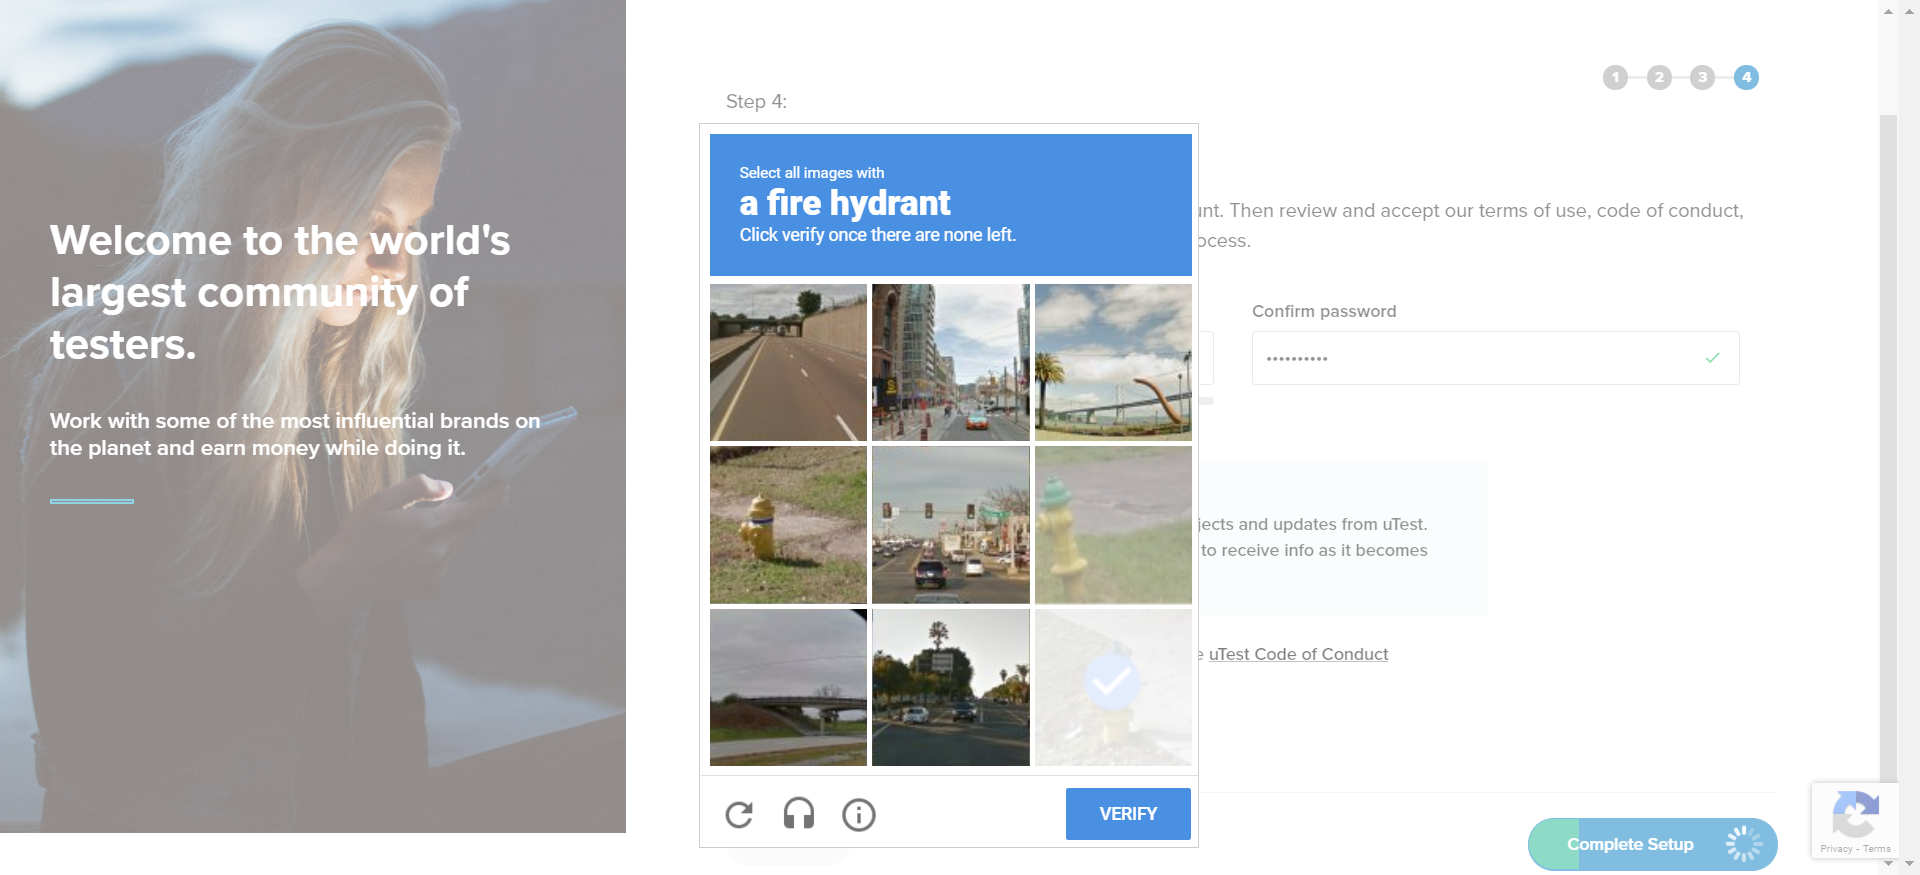 Welcome to the world's
largest community of
testers.
Work with some of the most influential brands on
the planet and earn money while doing it.
1 2 3 4
Step 4:
Select all images with
a fire hydrant
Click verify once there are none left.
unt. Then review and accept our terms of use, code of conduct,
ocess.
Confirm password
jects and updates from uTest.
to receive info as it becomes
e uTest Code of Conduct
VERIFY
Complete Setup
Privacy - Terms